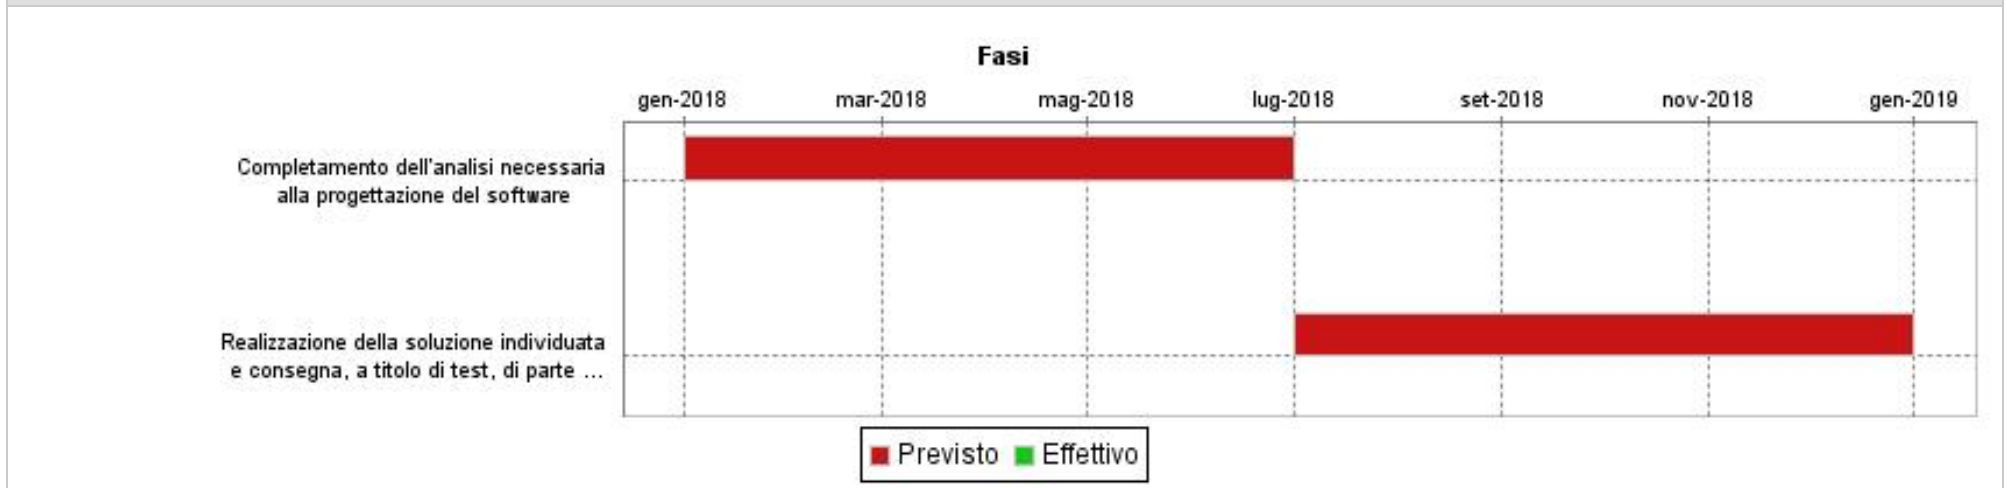 Fasi
gen-2018 mar-2018 mag-2018 lug-2018 set-2018 nov-2018 gen-2019
Completamento dell'analisi necessaria
alla progettazione del software
Realizzazione della soluzione individuata
e consegna, a titolo di test, di parte ...
Previsto Effettivo